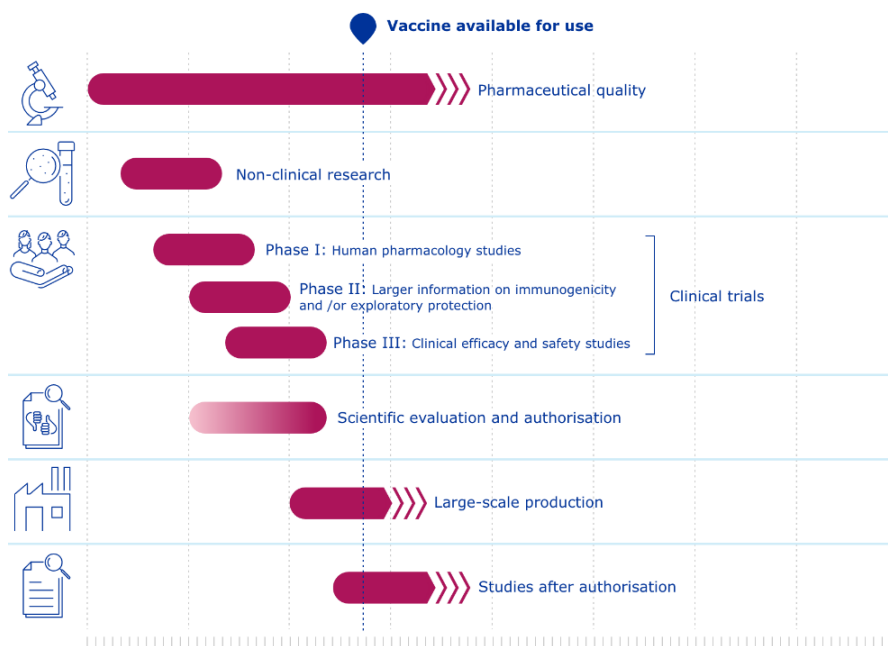 Vaccine available for use
Pharmaceutical quality
Non-clinical research
Phase I: Human pharmacology studies
Phase II: Larger information on immunogenicity
and /or exploratory protection
Clinical trials
Phase III: Clinical efficacy and safety studies
Scientific evaluation and authorisation
Large-scale production
Studies after authorisation